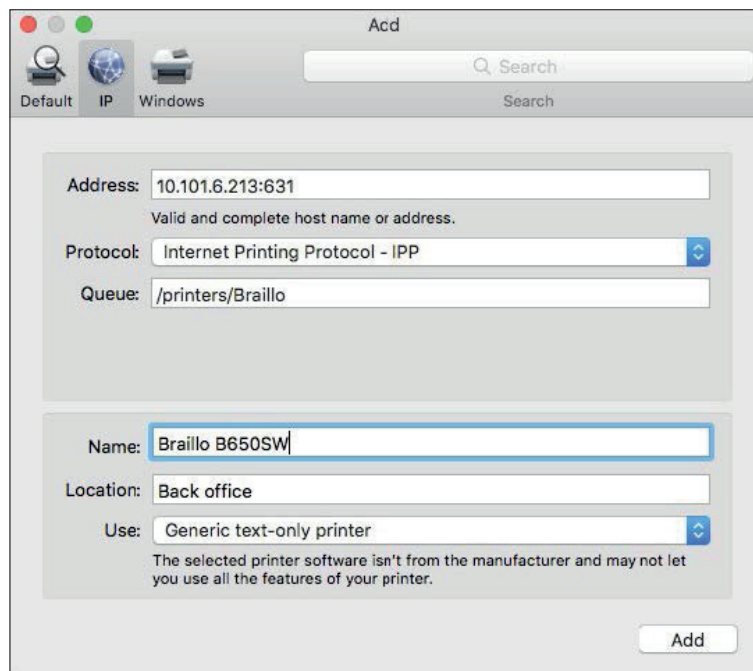 Acd
Search
Default IP Windows
Search
Address: 10.101.6.213:631
Valid and complete host name or address.
Protocol: Internet Printing Protocol - IPP
Queue: /printers/Braillo
Name: Braillo B650SW
Location: Back office
Use: Generic text-only printer
The selected printer software isn't from the manufacturer and may not let
you use all the features of your printer.
Add